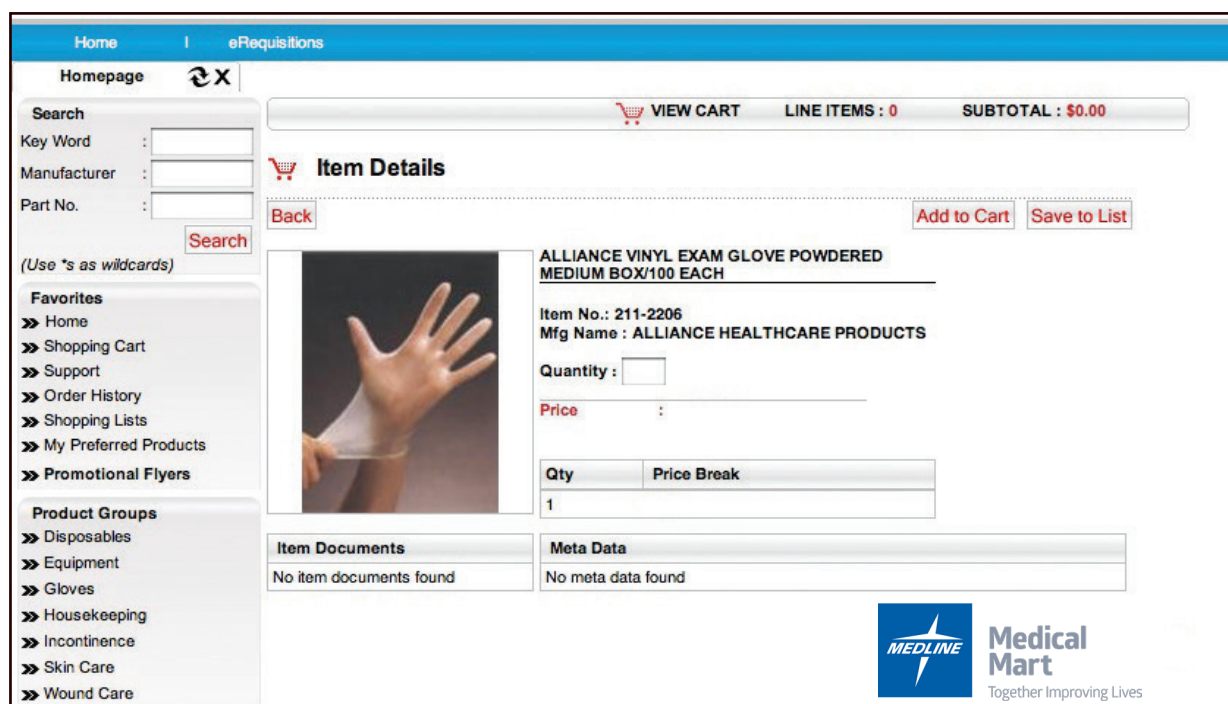 Home | eRequisitions
Homepage X
VIEW CART LINE ITEMS : 0 SUBTOTAL : $0.00
Search
Key Word :
Manufacturer :
Part No. :
Search
(Use *s as wildcards)
Favorites
Home
Shopping Cart
Support
Order History
Shopping Lists
My Preferred Products
Promotional Flyers
Product Groups
Disposables
Equipment
Gloves
Housekeeping
Incontinence
Skin Care
Wound Care
Item Details
Back
Add to Cart Save to List
ALLIANCE VINYL EXAM GLOVE POWDERED
MEDIUM BOX/100 EACH
Item No.: 211-2206
Mfg Name : ALLIANCE HEALTHCARE PRODUCTS
Quantity :
Price :
Qty Price Break
1
Item Documents Meta Data
No item documents found No meta data found
MEDLINE
Medical
Mart
Together Improving Lives